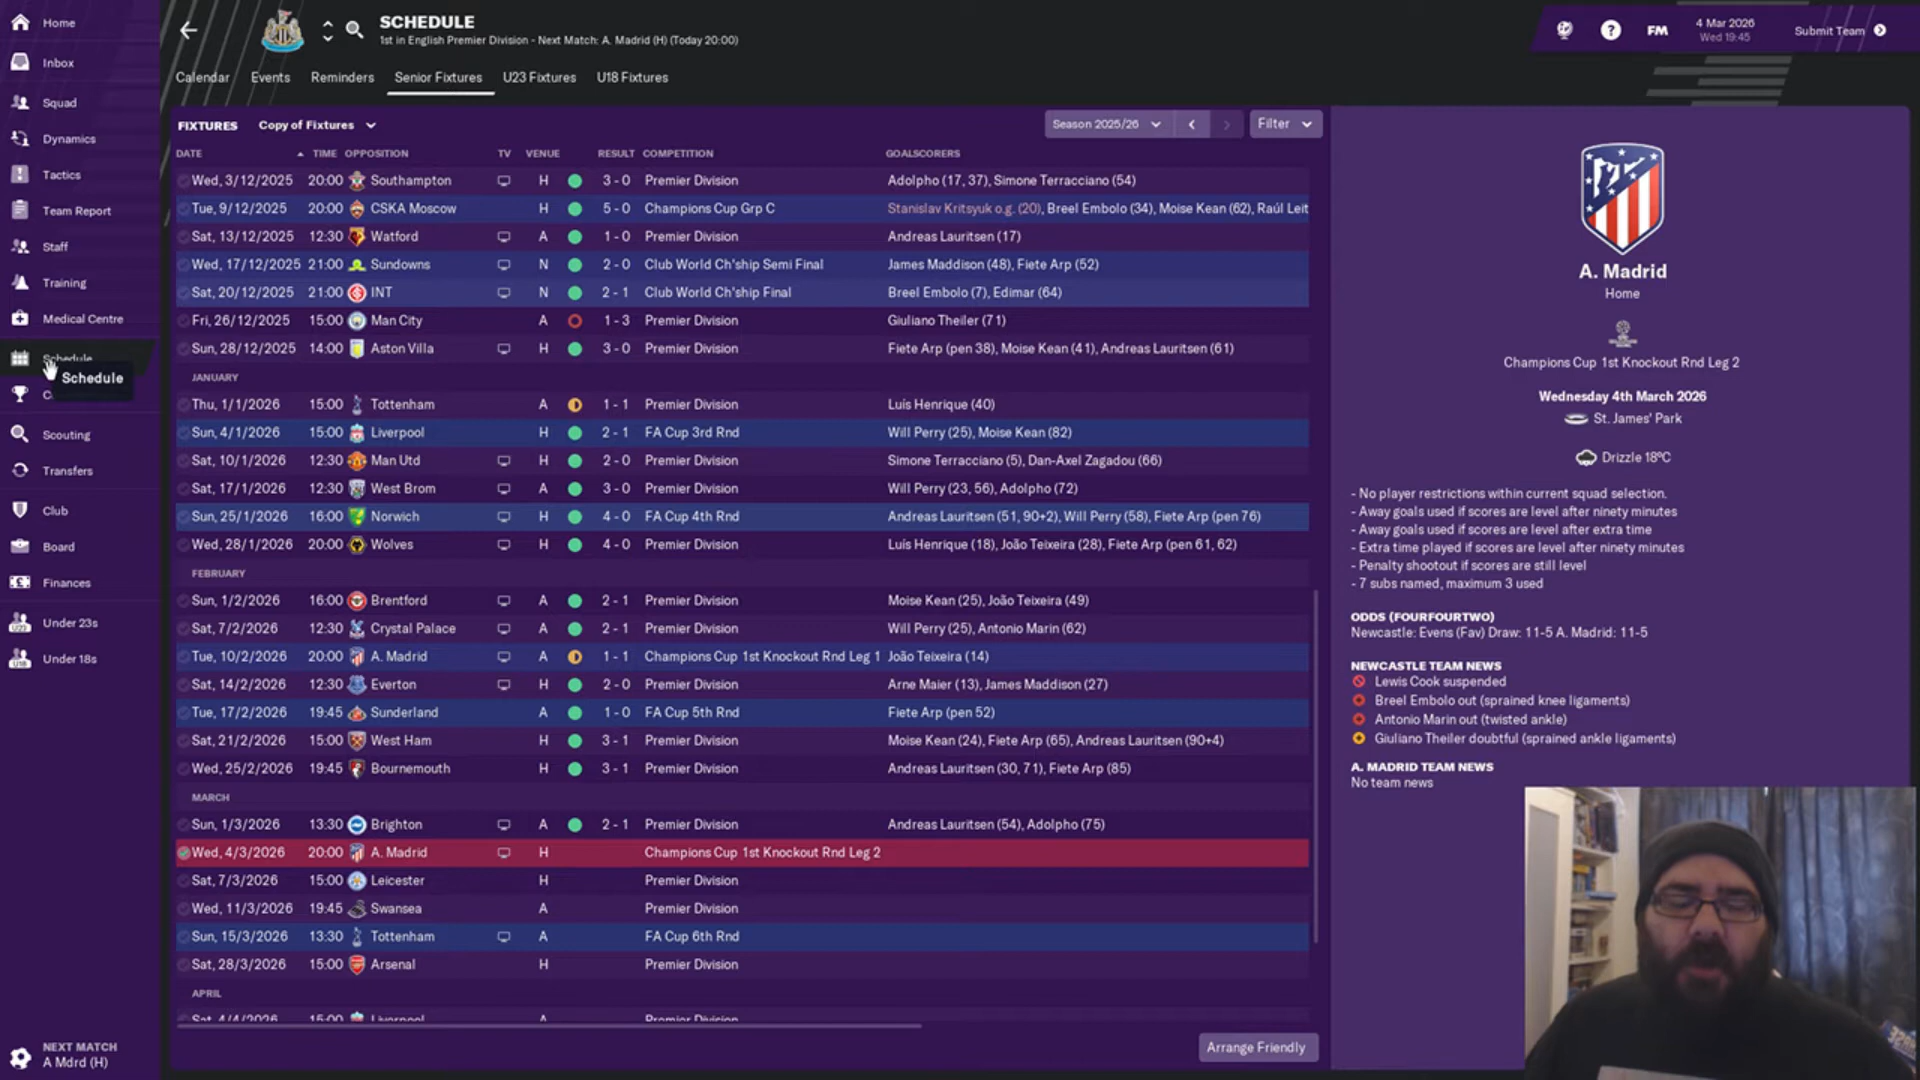 Home
Inbox
Squad
Dynamics
Tactics
Team Report
Staff
Training
Medical Centre
Schedule
Schedule
Scouting
Transfers
Club
Board
Finances
Under 23s
Under 18s
NEXT MATCH
A Mdrd (H)
SCHEDULE
1st in English Premier Division - Next Match: A. Madrid (H) (Today 20:00)
FM
4 Mar 2026
Wed 19:45
Submit Team
Calendar Events Reminders Senior Fixtures U23 Fixtures U18 Fixtures
FIXTURES Copy of Fixtures Season 2025/26 Filter
DATE TIME OPPOSITION TV VENUE RESULT COMPETITION GOALSCORERS
Wed, 3/12/2025 20:00 Southampton H 3 - 0 Premier Division Adolpho (17, 37), Simone Terracciano (54)
Tue, 9/12/2025 20:00 CSKA Moscow H 5 - 0 Champions Cup Grp C Stanislav Kritsyuk o.g. (20), Breel Embolo (34), Moise Kean (62), Raúl Leit
Sat, 13/12/2025 12:30 Watford A 1 - 0 Premier Division Andreas Lauritsen (17)
Wed, 17/12/2025 21:00 Sundowns N 2 - 0 Club World Ch'ship Semi Final James Maddison (48), Fiete Arp (52)
Sat, 20/12/2025 21:00 INT N 2 - 1 Club World Ch'ship Final Breel Embolo (7), Edimar (64)
Fri, 26/12/2025 15:00 Man City A 1 - 3 Premier Division Giuliano Theiler (71)
Sun, 28/12/2025 14:00 Aston Villa H 3 - 0 Premier Division Fiete Arp (pen 38), Moise Kean (41), Andreas Lauritsen (61)
JANUARY
Thu, 1/1/2026 15:00 Tottenham A 1 - 1 Premier Division Luís Henrique (40)
Sun, 4/1/2026 15:00 Liverpool H 2 - 1 FA Cup 3rd Rnd Will Perry (25), Moise Kean (82)
Sat, 10/1/2026 12:30 Man Utd H 2 - 0 Premier Division Simone Terracciano (5), Dan-Axel Zagadou (66)
Sat, 17/1/2026 12:30 West Brom A 3 - 0 Premier Division Will Perry (23, 56), Adolpho (72)
Sun, 25/1/2026 16:00 Norwich H 4 - 0 FA Cup 4th Rnd Andreas Lauritsen (51, 90+2), Will Perry (58), Fiete Arp (pen 76)
Wed, 28/1/2026 20:00 Wolves H 4 - 0 Premier Division Luís Henrique (18), João Teixeira (28), Fiete Arp (pen 61, 62)
FEBRUARY
Sun, 1/2/2026 16:00 Brentford A 2 - 1 Premier Division Moise Kean (25), João Teixeira (49)
Sat, 7/2/2026 12:30 Crystal Palace A 2 - 1 Premier Division Will Perry (25), Antonio Marin (62)
Tue, 10/2/2026 20:00 A. Madrid A 1 - 1 Champions Cup 1st Knockout Rnd Leg 1 João Teixeira (14)
Sat, 14/2/2026 12:30 Everton H 2 - 0 Premier Division Arne Maier (13), James Maddison (27)
Tue, 17/2/2026 19:45 Sunderland A 1 - 0 FA Cup 5th Rnd Fiete Arp (pen 52)
Sat, 21/2/2026 15:00 West Ham H 3 - 1 Premier Division Moise Kean (24), Fiete Arp (65), Andreas Lauritsen (90+4)
Wed, 25/2/2026 19:45 Bournemouth H 3 - 1 Premier Division Andreas Lauritsen (30, 71), Fiete Arp (85)
MARCH
Sun, 1/3/2026 13:30 Brighton A 2 - 1 Premier Division Andreas Lauritsen (54), Adolpho (75)
Wed, 4/3/2026 20:00 A. Madrid H Champions Cup 1st Knockout Rnd Leg 2
Sat, 7/3/2026 15:00 Leicester H Premier Division
Wed, 11/3/2026 19:45 Swansea A Premier Division
Sun, 15/3/2026 13:30 Tottenham A FA Cup 6th Rnd
Sat, 28/3/2026 15:00 Arsenal H Premier Division
APRIL
Sat, 4/4/2026 15:00 Liverpool A Premier Division
Arrange Friendly
A. Madrid
Home
Champions Cup 1st Knockout Rnd Leg 2
Wednesday 4th March 2026
St. James' Park
Drizzle 18ºC
- No player restrictions within current squad selection.
- Away goals used if scores are level after ninety minutes
- Away goals used if scores are level after extra time
- Extra time played if scores are level after ninety minutes
- Penalty shootout if scores are still level
- 7 subs named, maximum 3 used
ODDS (FOURFOURTWO)
Newcastle: Evens (Fav) Draw: 11-5 A. Madrid: 11-5
NEWCASTLE TEAM NEWS
Lewis Cook suspended
Breel Embolo out (sprained knee ligaments)
Antonio Marin out (twisted ankle)
Giuliano Theiler doubtful (sprained ankle ligaments)
A. MADRID TEAM NEWS
No team news